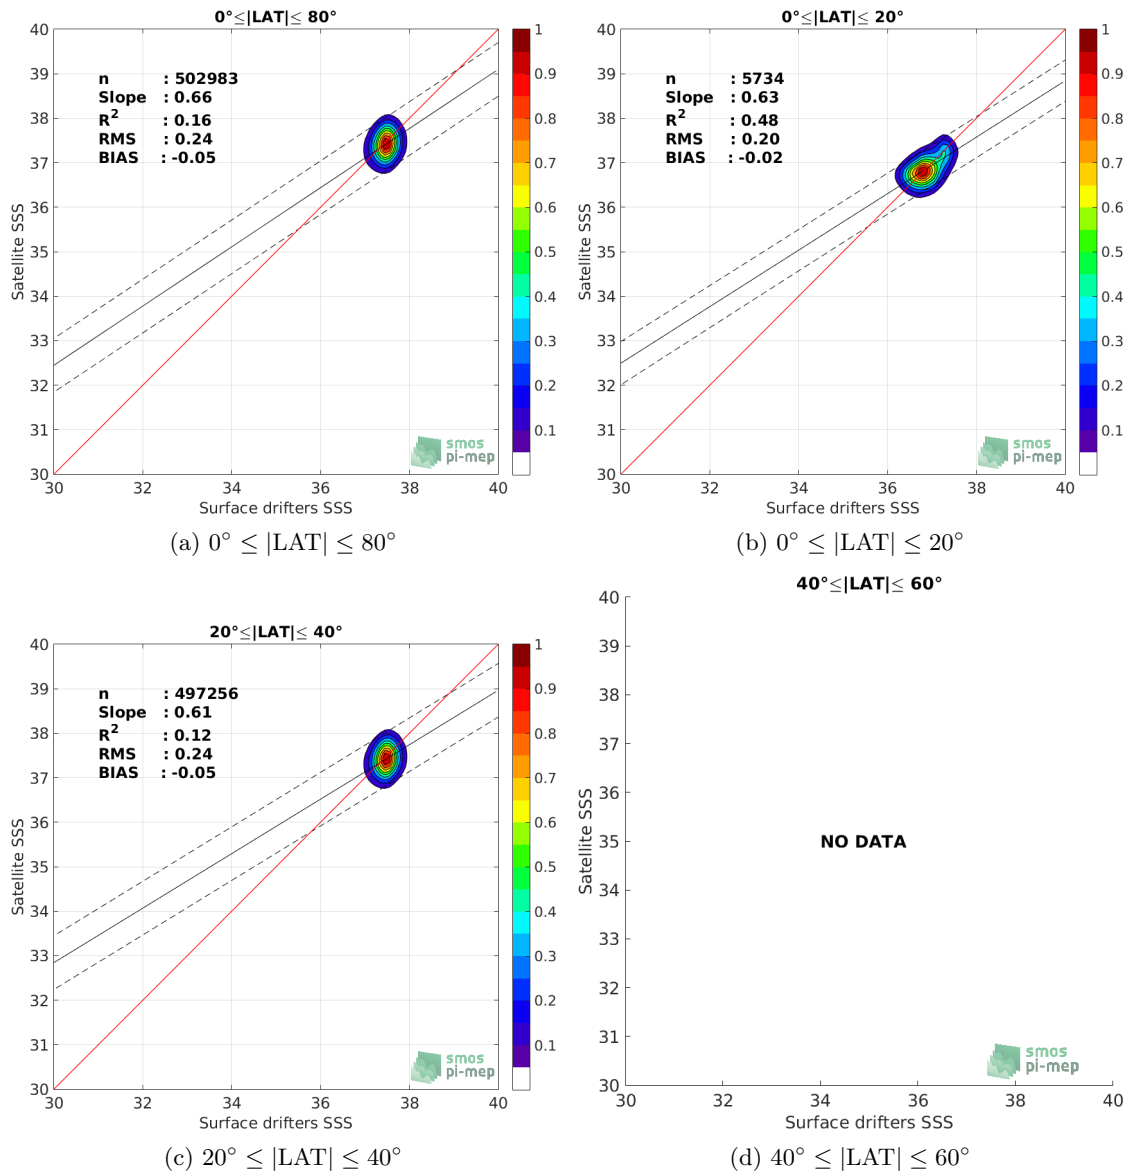 0°≤|LAT|≤ 80°
40
39
38
37
36
35
34
33
32
31
30
30
32
34
36
38
40
Satellite SSS
Surface drifters SSS
n : 502983
Slope : 0.66
R2 : 0.16
RMS : 0.24
BIAS : -0.05
1
0.9
0.8
0.7
0.6
0.5
0.4
0.3
0.2
0.1
smos
pi-mep
(a) 0° ≤ |LAT| ≤ 80°
0°≤|LAT|≤ 20°
40
39
38
37
36
35
34
33
32
31
30
30
32
34
36
38
40
Satellite SSS
Surface drifters SSS
n : 5734
Slope : 0.63
R2 : 0.48
RMS : 0.20
BIAS : -0.02
1
0.9
0.8
0.7
0.6
0.5
0.4
0.3
0.2
0.1
smos
pi-mep
(b) 0° ≤ |LAT| ≤ 20°
20°≤|LAT|≤ 40°
40
39
38
37
36
35
34
33
32
31
30
30
32
34
36
38
40
Satellite SSS
Surface drifters SSS
n : 497256
Slope : 0.61
R2 : 0.12
RMS : 0.24
BIAS : -0.05
1
0.9
0.8
0.7
0.6
0.5
0.4
0.3
0.2
0.1
smos
pi-mep
(c) 20° ≤ |LAT| ≤ 40°
40°≤|LAT|≤ 60°
40
39
38
37
36
35
34
33
32
31
30
30
32
34
36
38
40
Satellite SSS
Surface drifters SSS
NO DATA
smos
pi-mep
(d) 40° ≤ |LAT| ≤ 60°